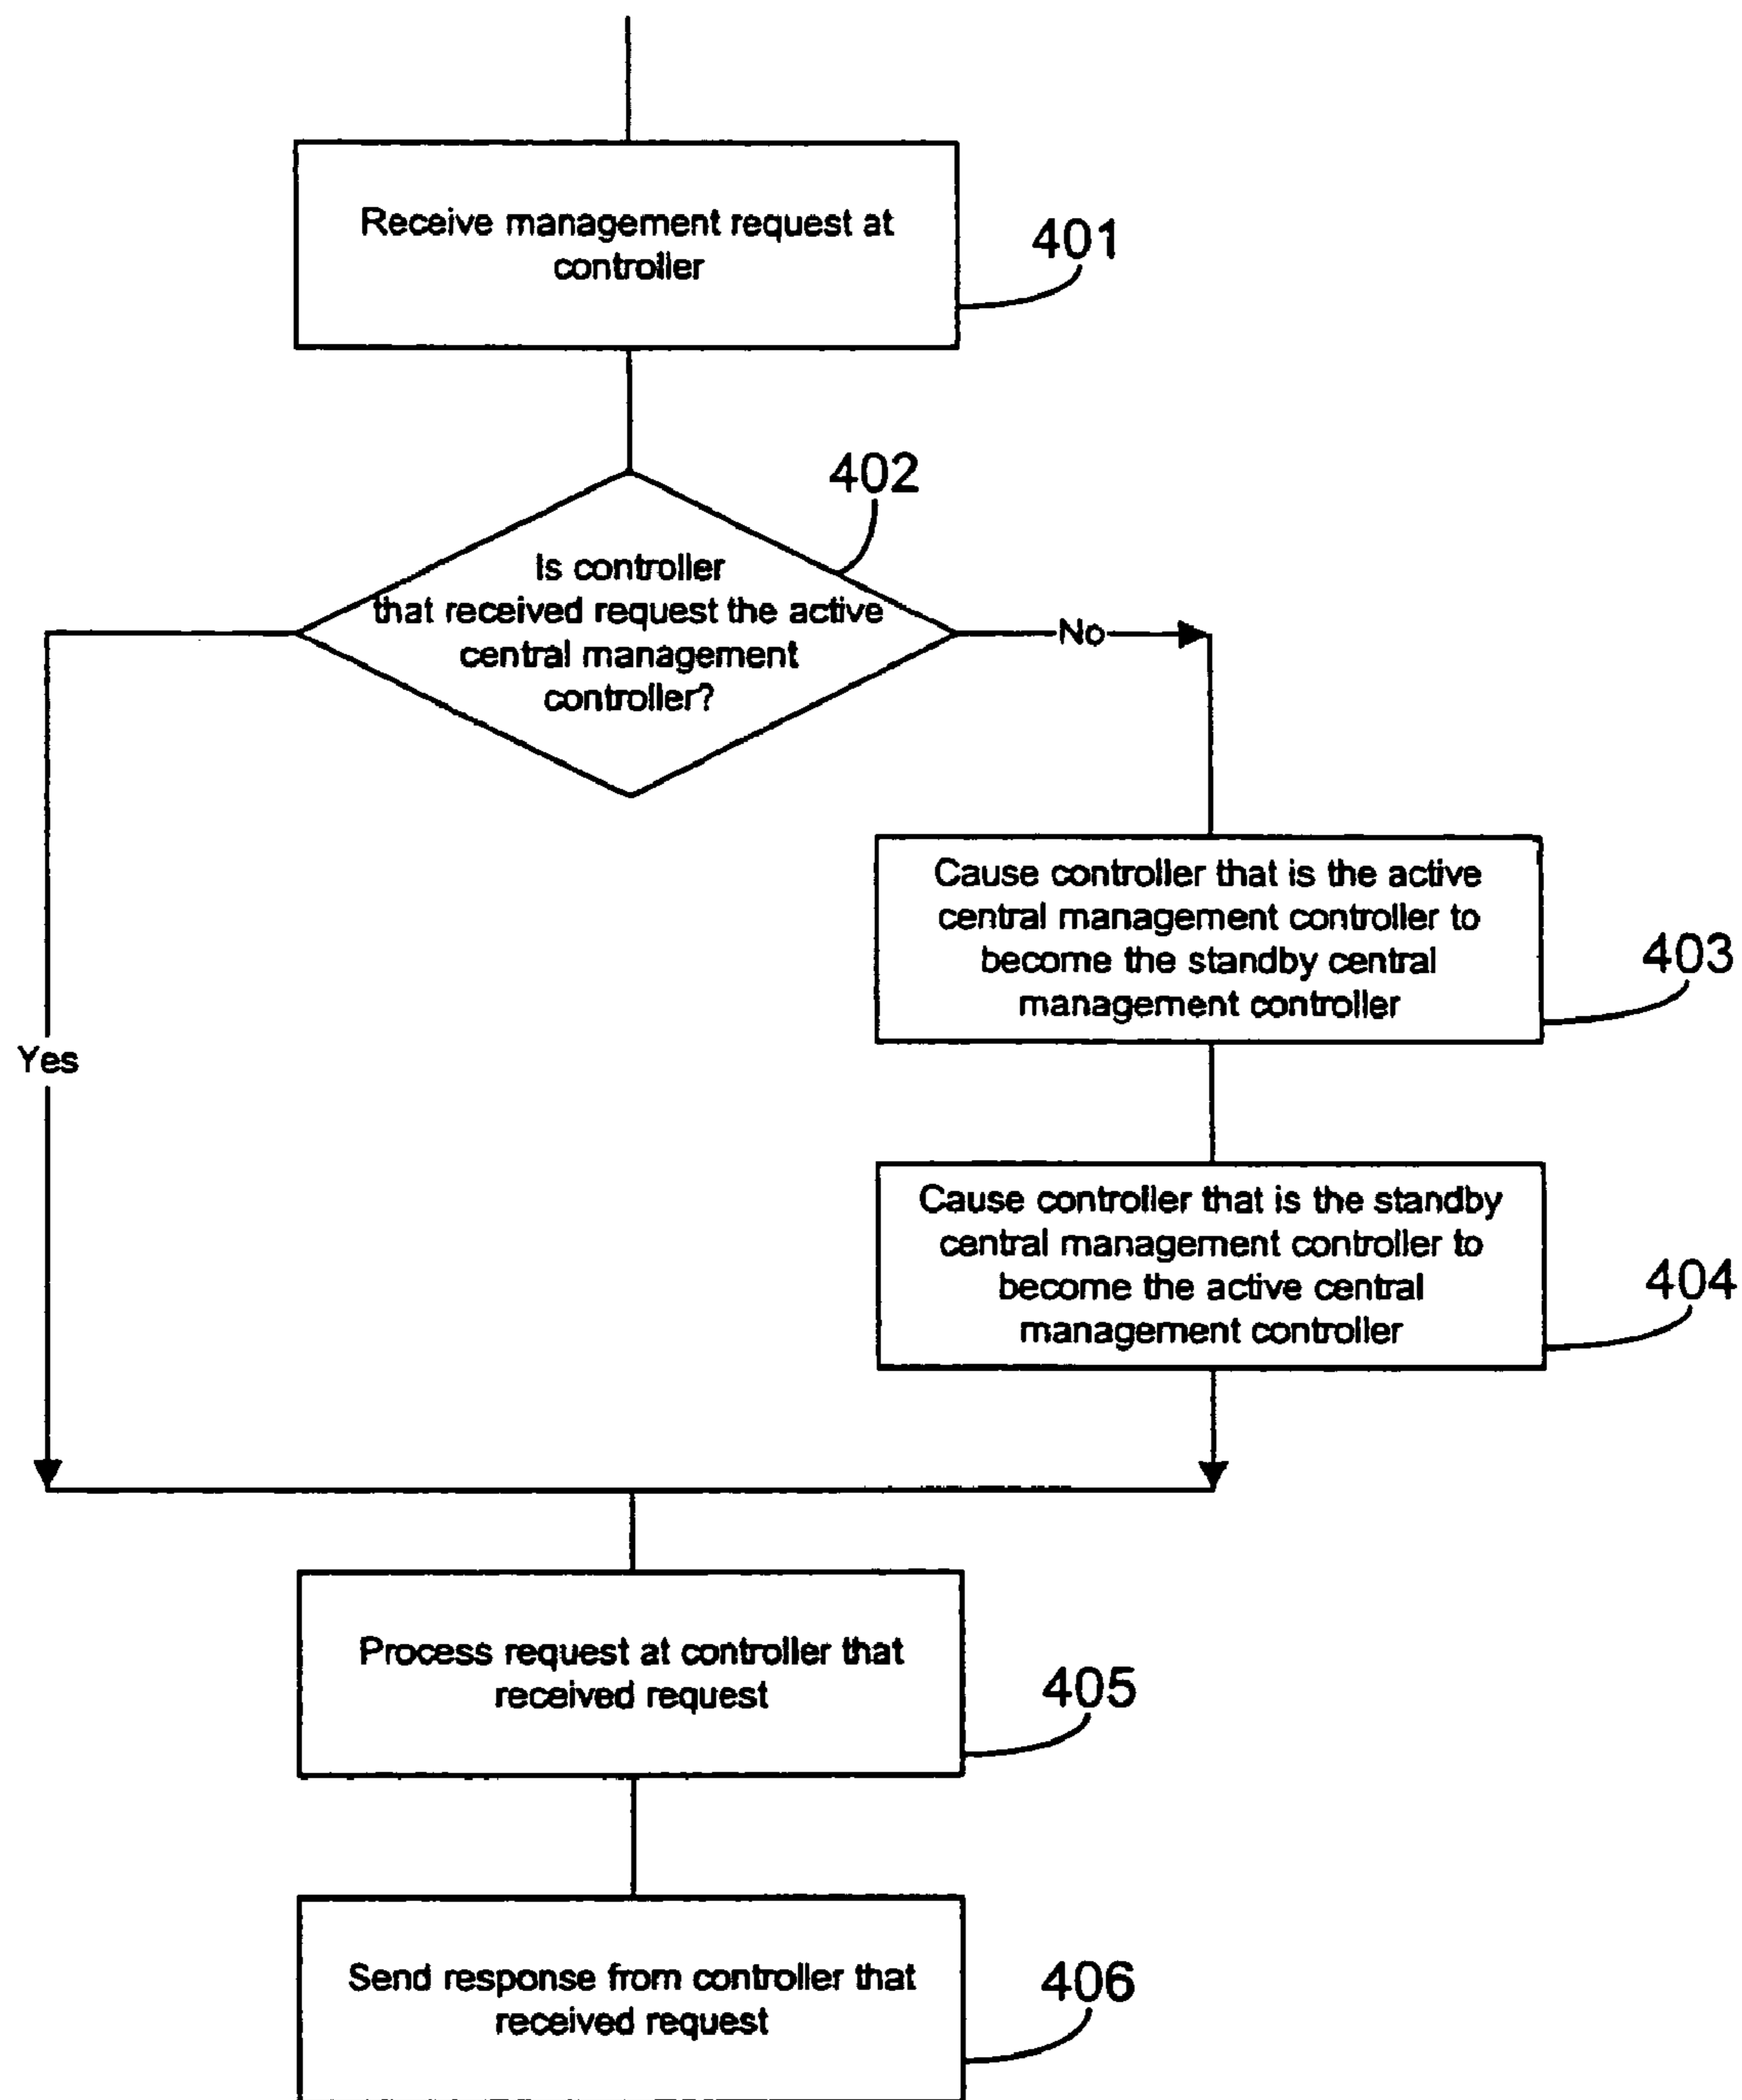 Receive management request at
controller
401
402
Is controller
that received request the active
central management
controller?
No
Cause controller that is the active
central management controller to
become the standby central
management controller
403
Yes
Cause controller that is the standby
central management controller to
become the active central
management controller
404
Process request at controller that
received request
405
Send response from controller that
received request
406